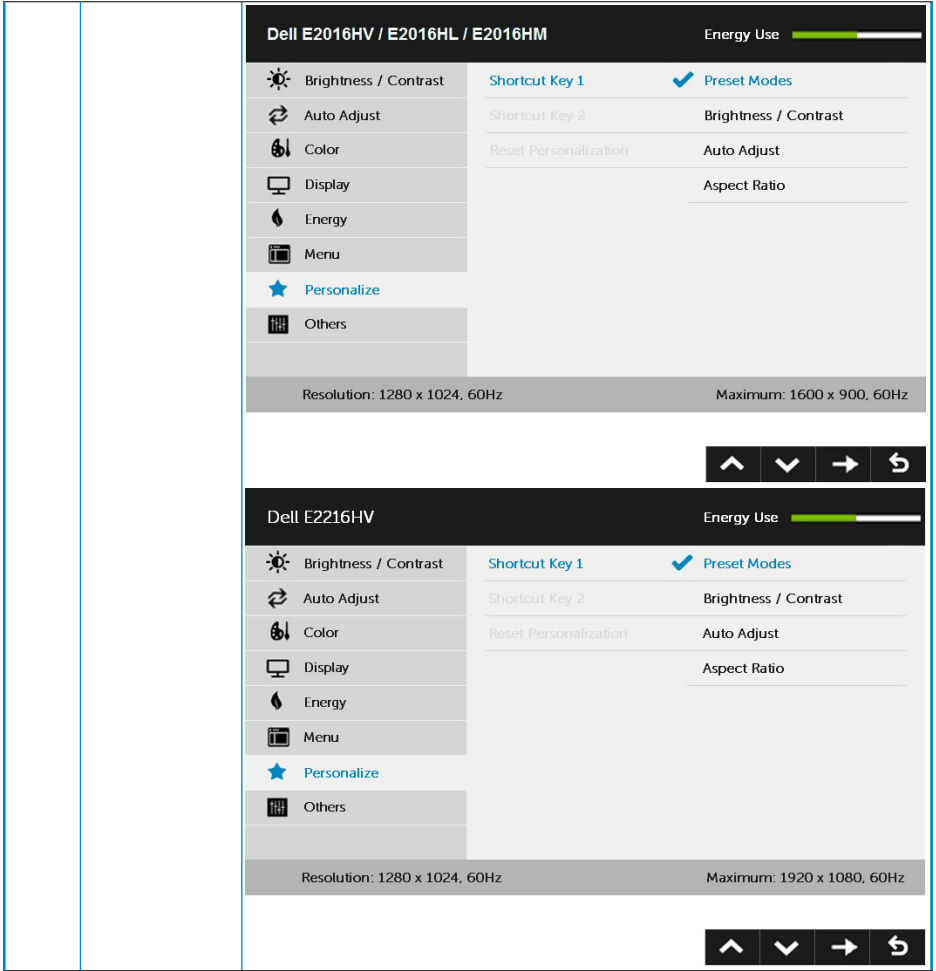 Dell E2016HV / E2016HL / E2016HM Energy Use
Brightness / Contrast Shortcut Key 1 Preset Modes
Auto Adjust Shortcut Key 2 Brightness / Contrast
Color Reset Personalization Auto Adjust
Display Aspect Ratio
Energy
Menu
Personalize
Others
Resolution: 1280 x 1024, 60Hz Maximum: 1600 x 900, 60Hz
Dell E2216HV Energy Use
Brightness / Contrast Shortcut Key 1 Preset Modes
Auto Adjust Shortcut Key 2 Brightness / Contrast
Color Reset Personalization Auto Adjust
Display Aspect Ratio
Energy
Menu
Personalize
Others
Resolution: 1280 x 1024, 60Hz Maximum: 1920 x 1080, 60Hz